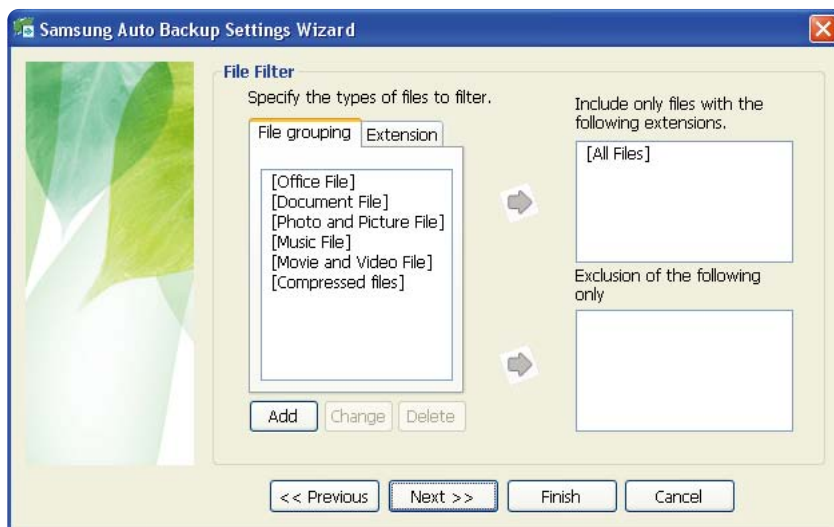 Samsung Auto Backup Settings Wizard
File Filter
Specify the types of files to filter.
File grouping
Extension
[Office File]
[Document File]
[Photo and Picture File]
[Music File]
[Movie and Video File]
[Compressed files]
Add
Change
Delete
Include only files with the
following extensions.
[All Files]
Exclusion of the following
only
<< Previous
Next >>
Finish
Cancel